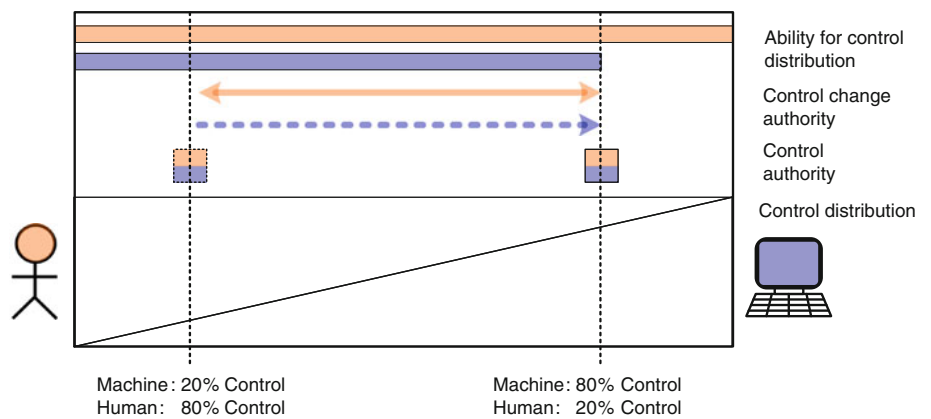 Ability for control
distribution
Control change
authority
Control
authority
Control distribution
Machine: 20% Control
Human: 80% Control
Machine: 80% Control
Human: 20% Control